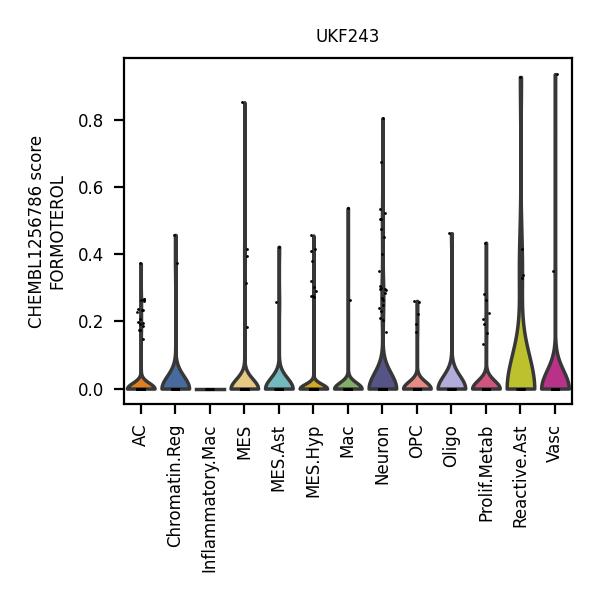 UKF243
CHEMBL1256786 score
FORMOTEROL
0.8
0.6
0.4
0.2
0.0
AC
Chromatin.Reg
Inflammatory.Mac
MES
MES.Ast
MES.Hyp
Mac
Neuron
OPC
Oligo
Prolif.Metab
Reactive.Ast
Vasc